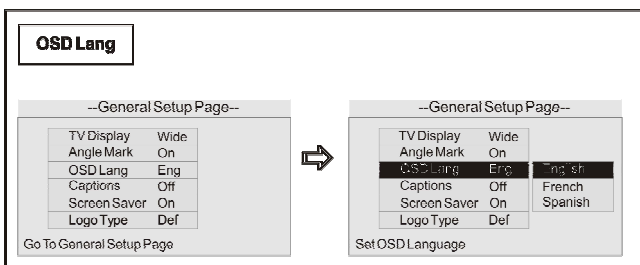 OSD Lang
--General Setup Page--
TV Display Wide
Angle Mark On
OSD Lang Eng
Captions Off
Screen Saver On
Logo Type Def
Go To General Setup Page
--General Setup Page--
TV Display Wide
Angle Mark On
OSD Lang Eng English
Captions Off French
Screen Saver On Spanish
Logo Type Def
Set OSD Language